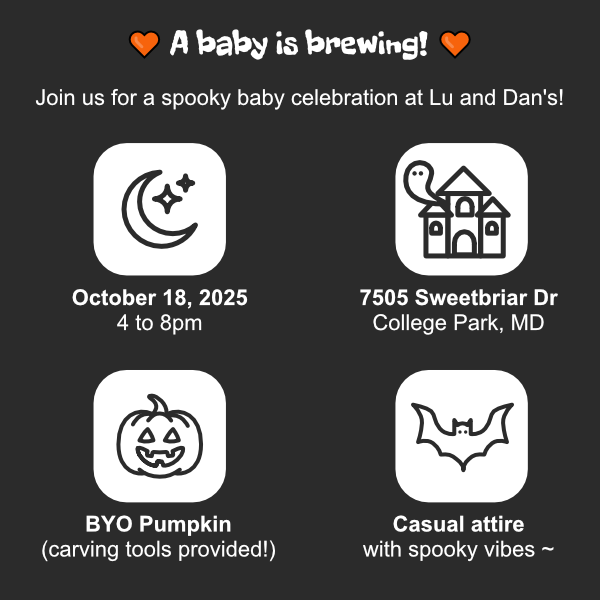 🧡 A baby is brewing! 🧡
Join us for a spooky baby celebration at Lu and Dan's!
October 18, 2025
4 to 8pm
7505 Sweetbriar Dr
College Park, MD
BYO Pumpkin
(carving tools provided!)
Casual attire
with spooky vibes ~